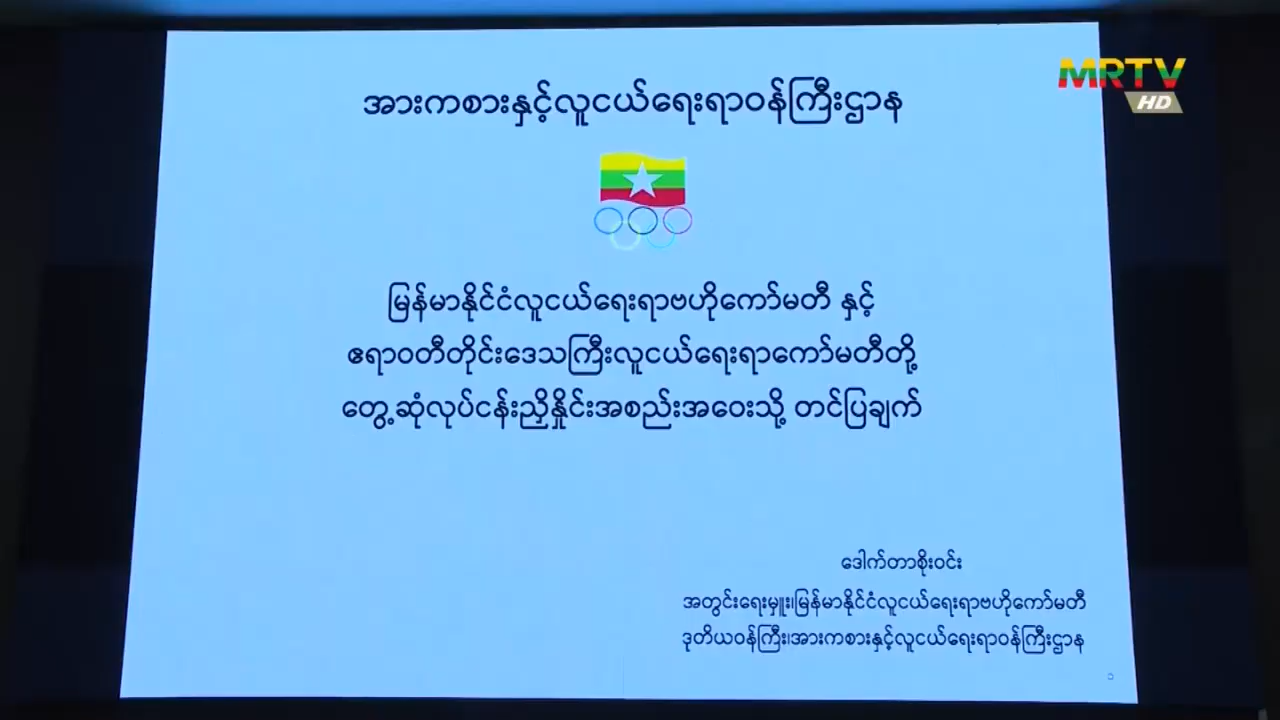 MRTV
HD
အားကစားနှင့်လူငယ်ရေးရာဝန်ကြီးဌာန
မြန်မာနိုင်ငံလူငယ်ရေးရာဗဟိုကော်မတီ နှင့်
ဧရာဝတီတိုင်းဒေသကြီးလူငယ်ရေးရာကော်မတီတို့
တွေ့ဆုံလုပ်ငန်းညှိနှိုင်းအစည်းအဝေးသို့ တင်ပြချက်
ဒေါက်တာစိုးဝင်း
အတွင်းရေးမှူး၊မြန်မာနိုင်ငံလူငယ်ရေးရာဗဟိုကော်မတီ
ဒုတိယဝန်ကြီး၊အားကစားနှင့်လူငယ်ရေးရာဝန်ကြီးဌာန